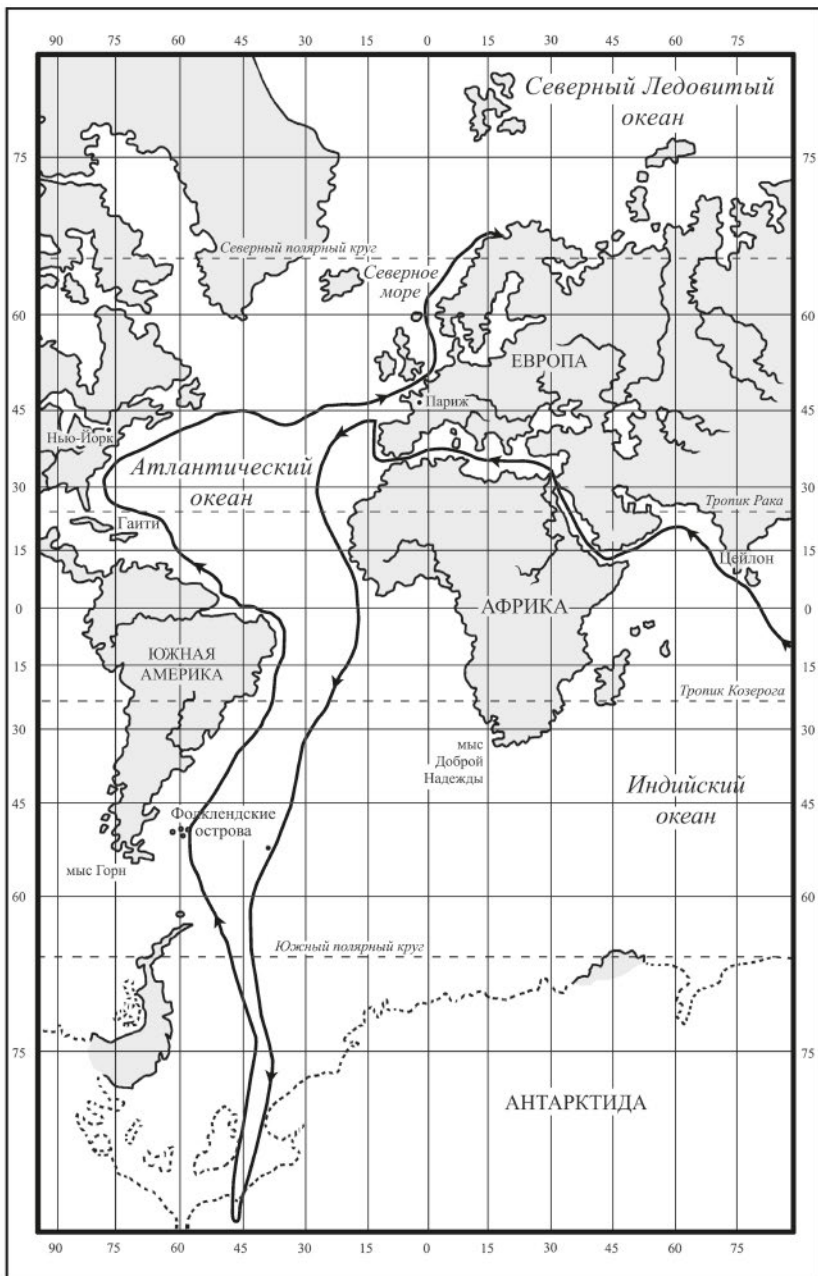 90 75 60 45 30 15 0 15 30 45 60 75
Северный Ледовитый
океан
75 75
Северный полярный круг
Северное
море
60 60
ЕВРОПА
Париж
45 45
Нью-Йорк
Атлантический
океан
30 30
Тропик Рака
Гаити
15 15
Цейлон
0 0
АФРИКА
ЮЖНАЯ
АМЕРИКА
15 15
Тропик Козерога
30 30
мыс
Доброй
Надежды
Индийский
океан
45 45
Фолклендские
острова
мыс Горн
60 60
Южный полярный круг
75 75
АНТАРКТИДА
90 75 60 45 30 15 0 15 30 45 60 75